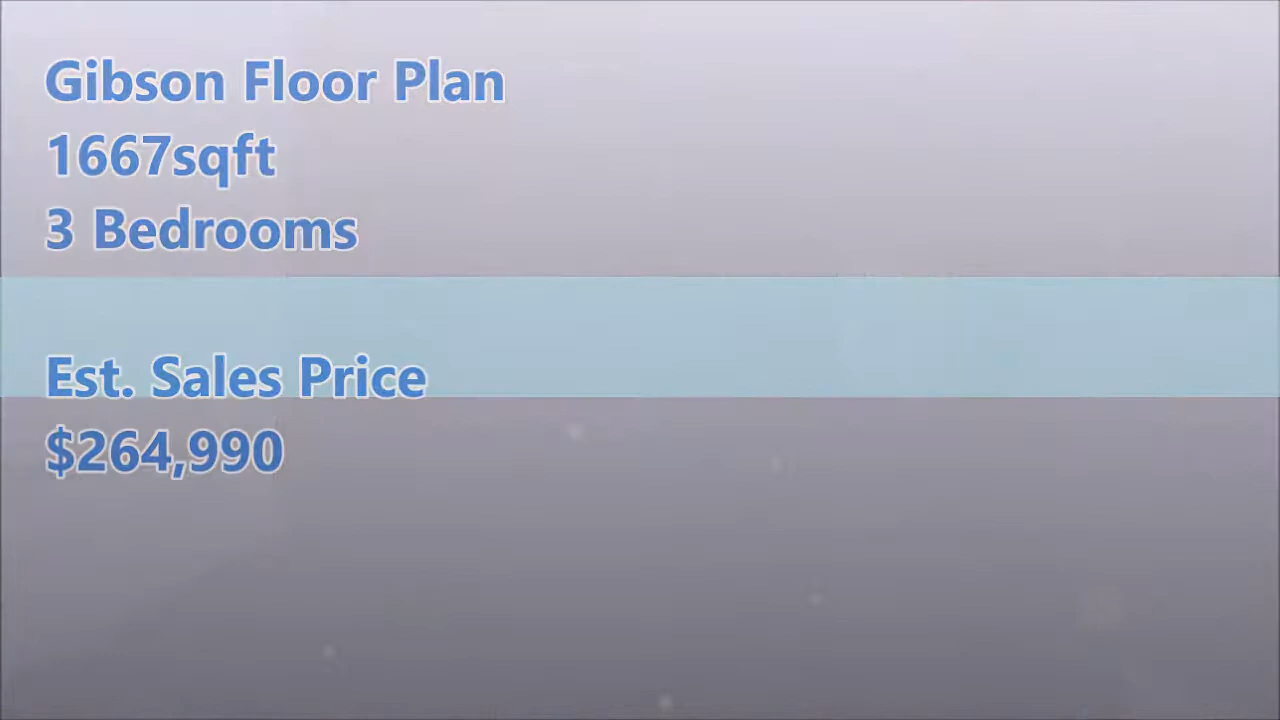 Gibson Floor Plan
1667sqft
3 Bedrooms
Est. Sales Price
$264,990